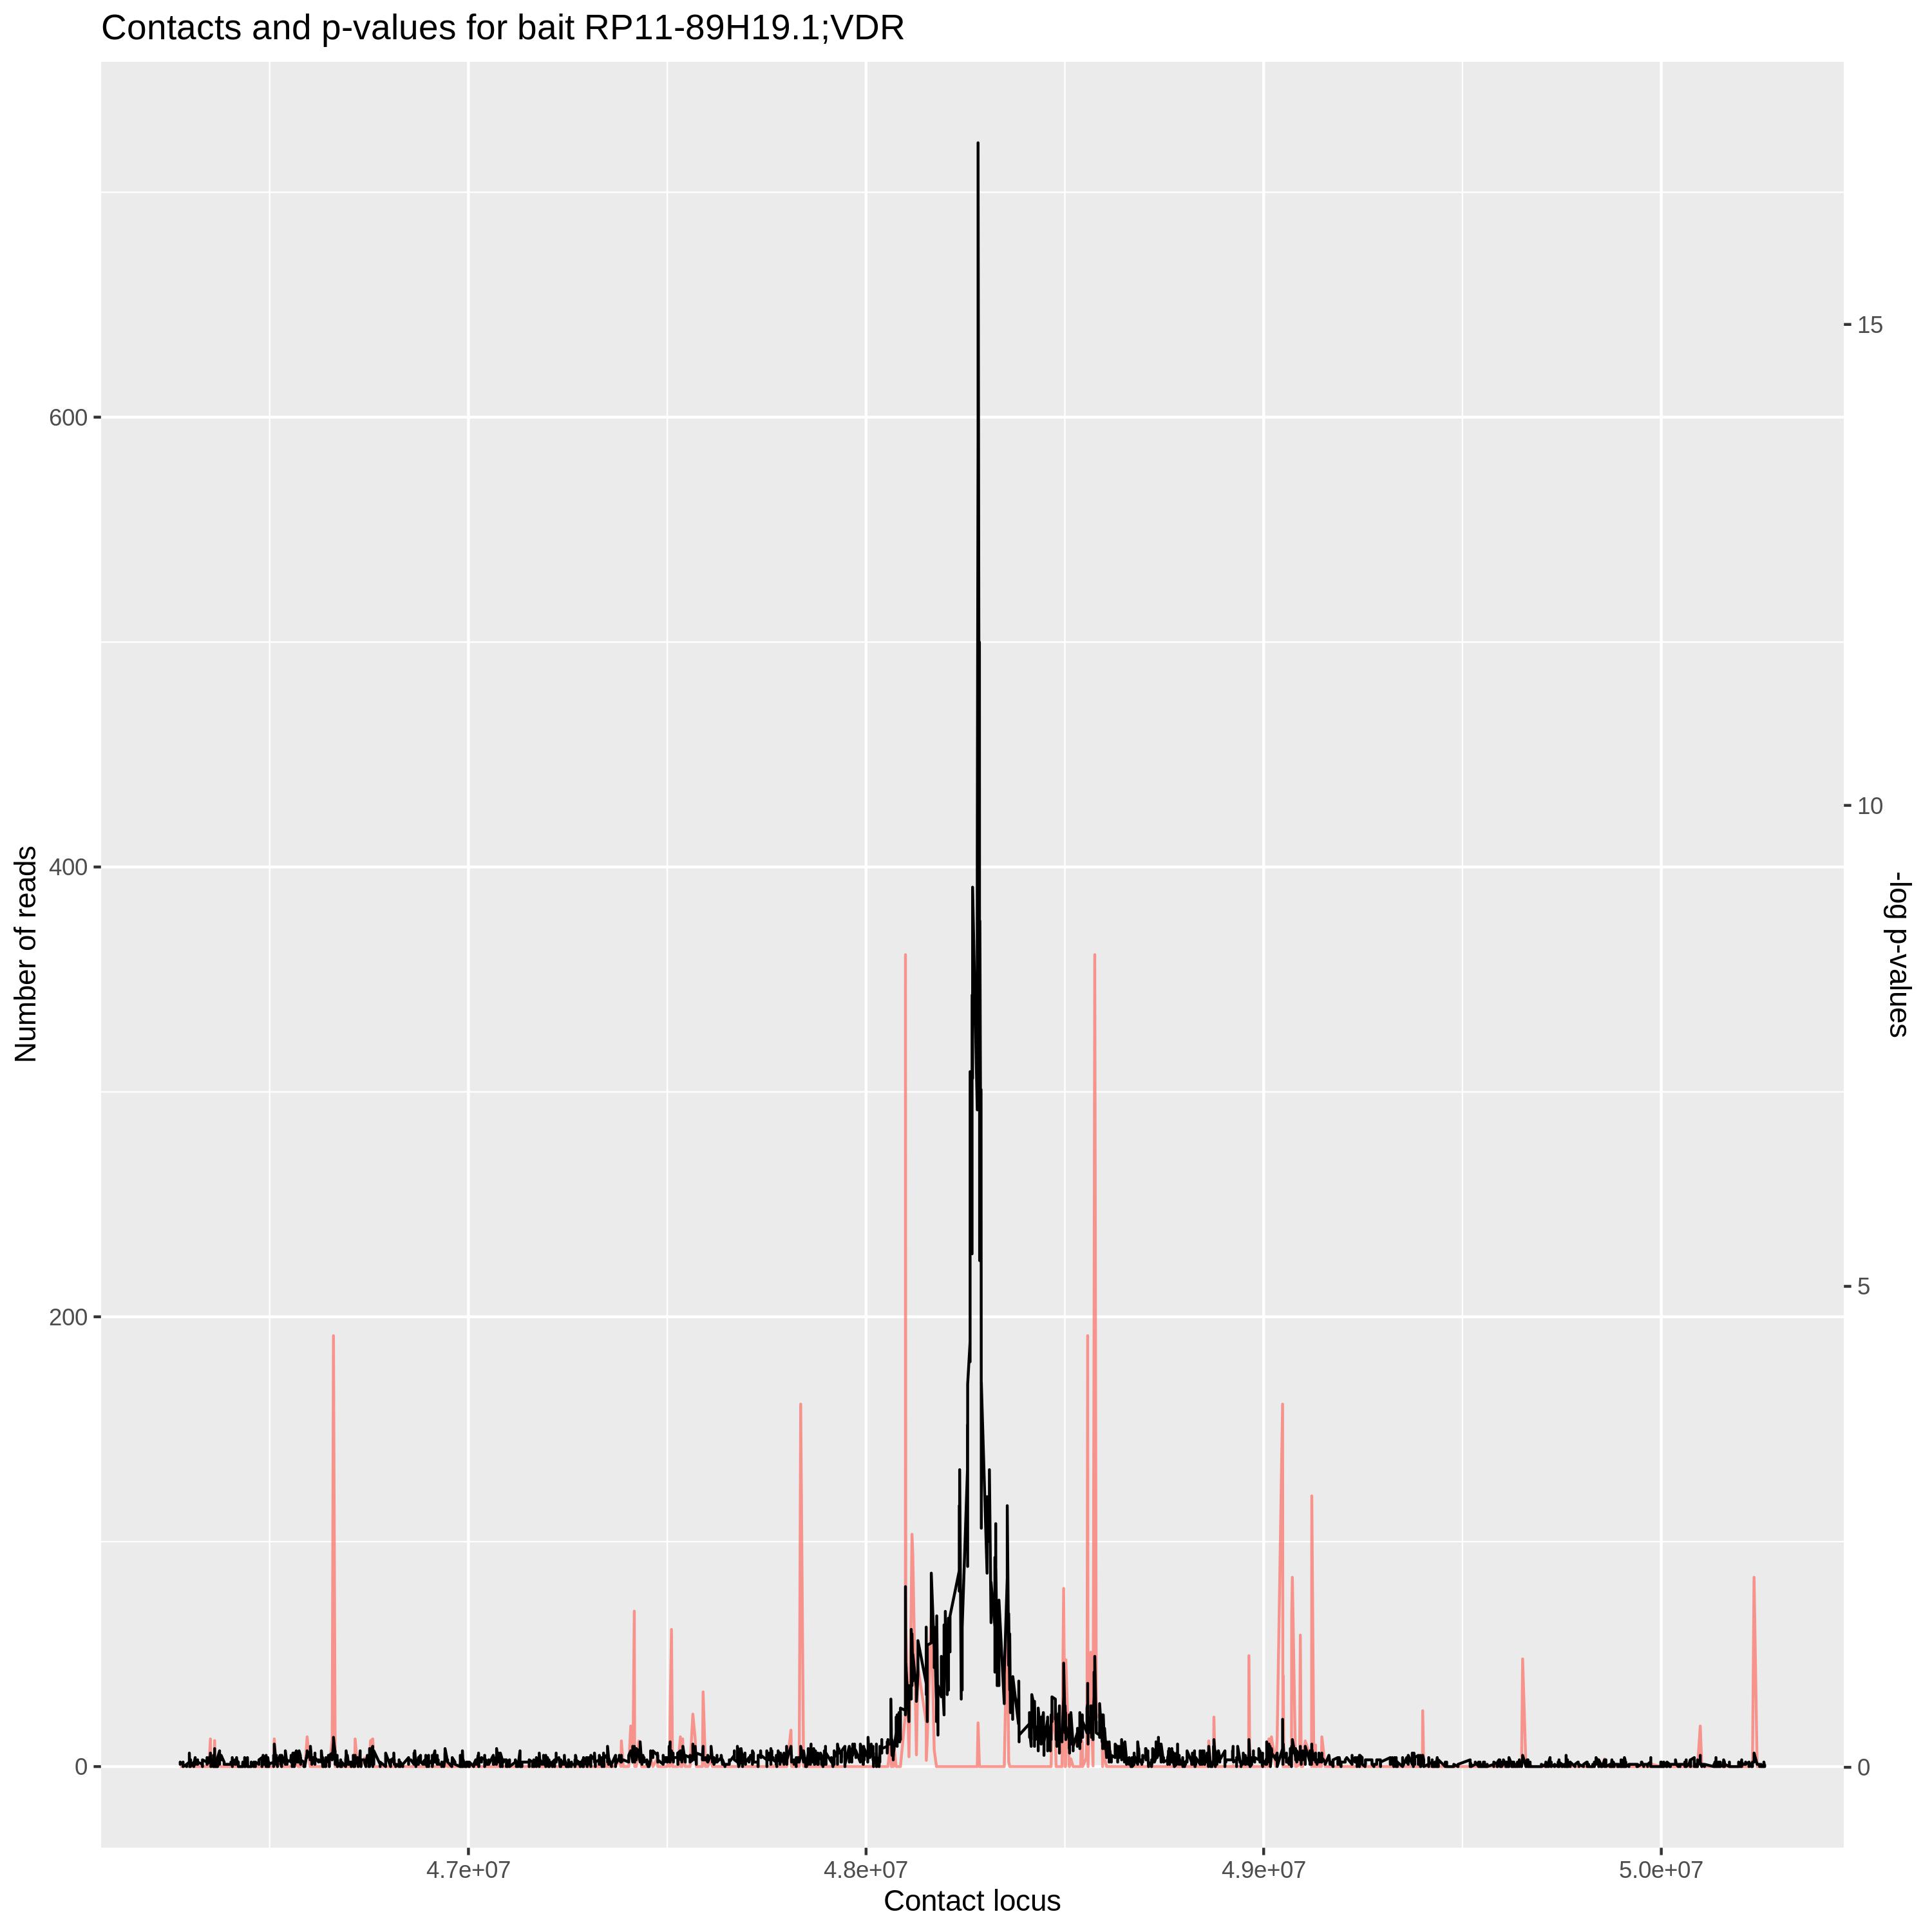 Contacts and p-values for bait RP11-89H19.1;VDR
Number of reads
600
400
200
0
15
10
5
0
-log p-values
4.7e+07
4.8e+07
4.9e+07
5.0e+07
Contact locus